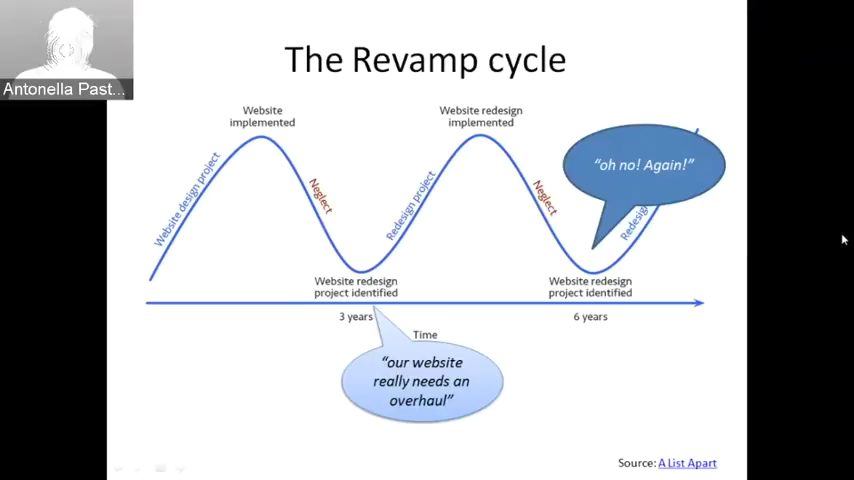 Antonella Past...
The Revamp cycle
Website
implemented
Website redesign
implemented
Website design project
Neglect
Redesign project
Neglect
"oh no! Again!"
Website redesign
project identified
Website redesign
project identified
3 years
6 years
Time
"our website
really needs an
overhaul"
Source: A List Apart